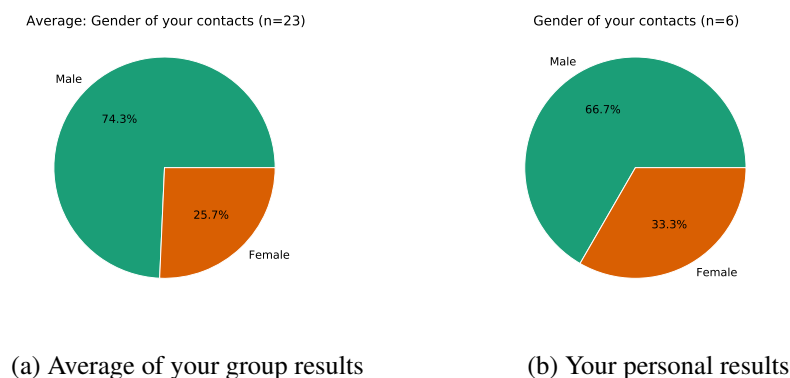 Average: Gender of your contacts (n=23)
Male
74.3%
25.7%
Female
(a) Average of your group results
Gender of your contacts (n=6)
Male
66.7%
33.3%
Female
(b) Your personal results